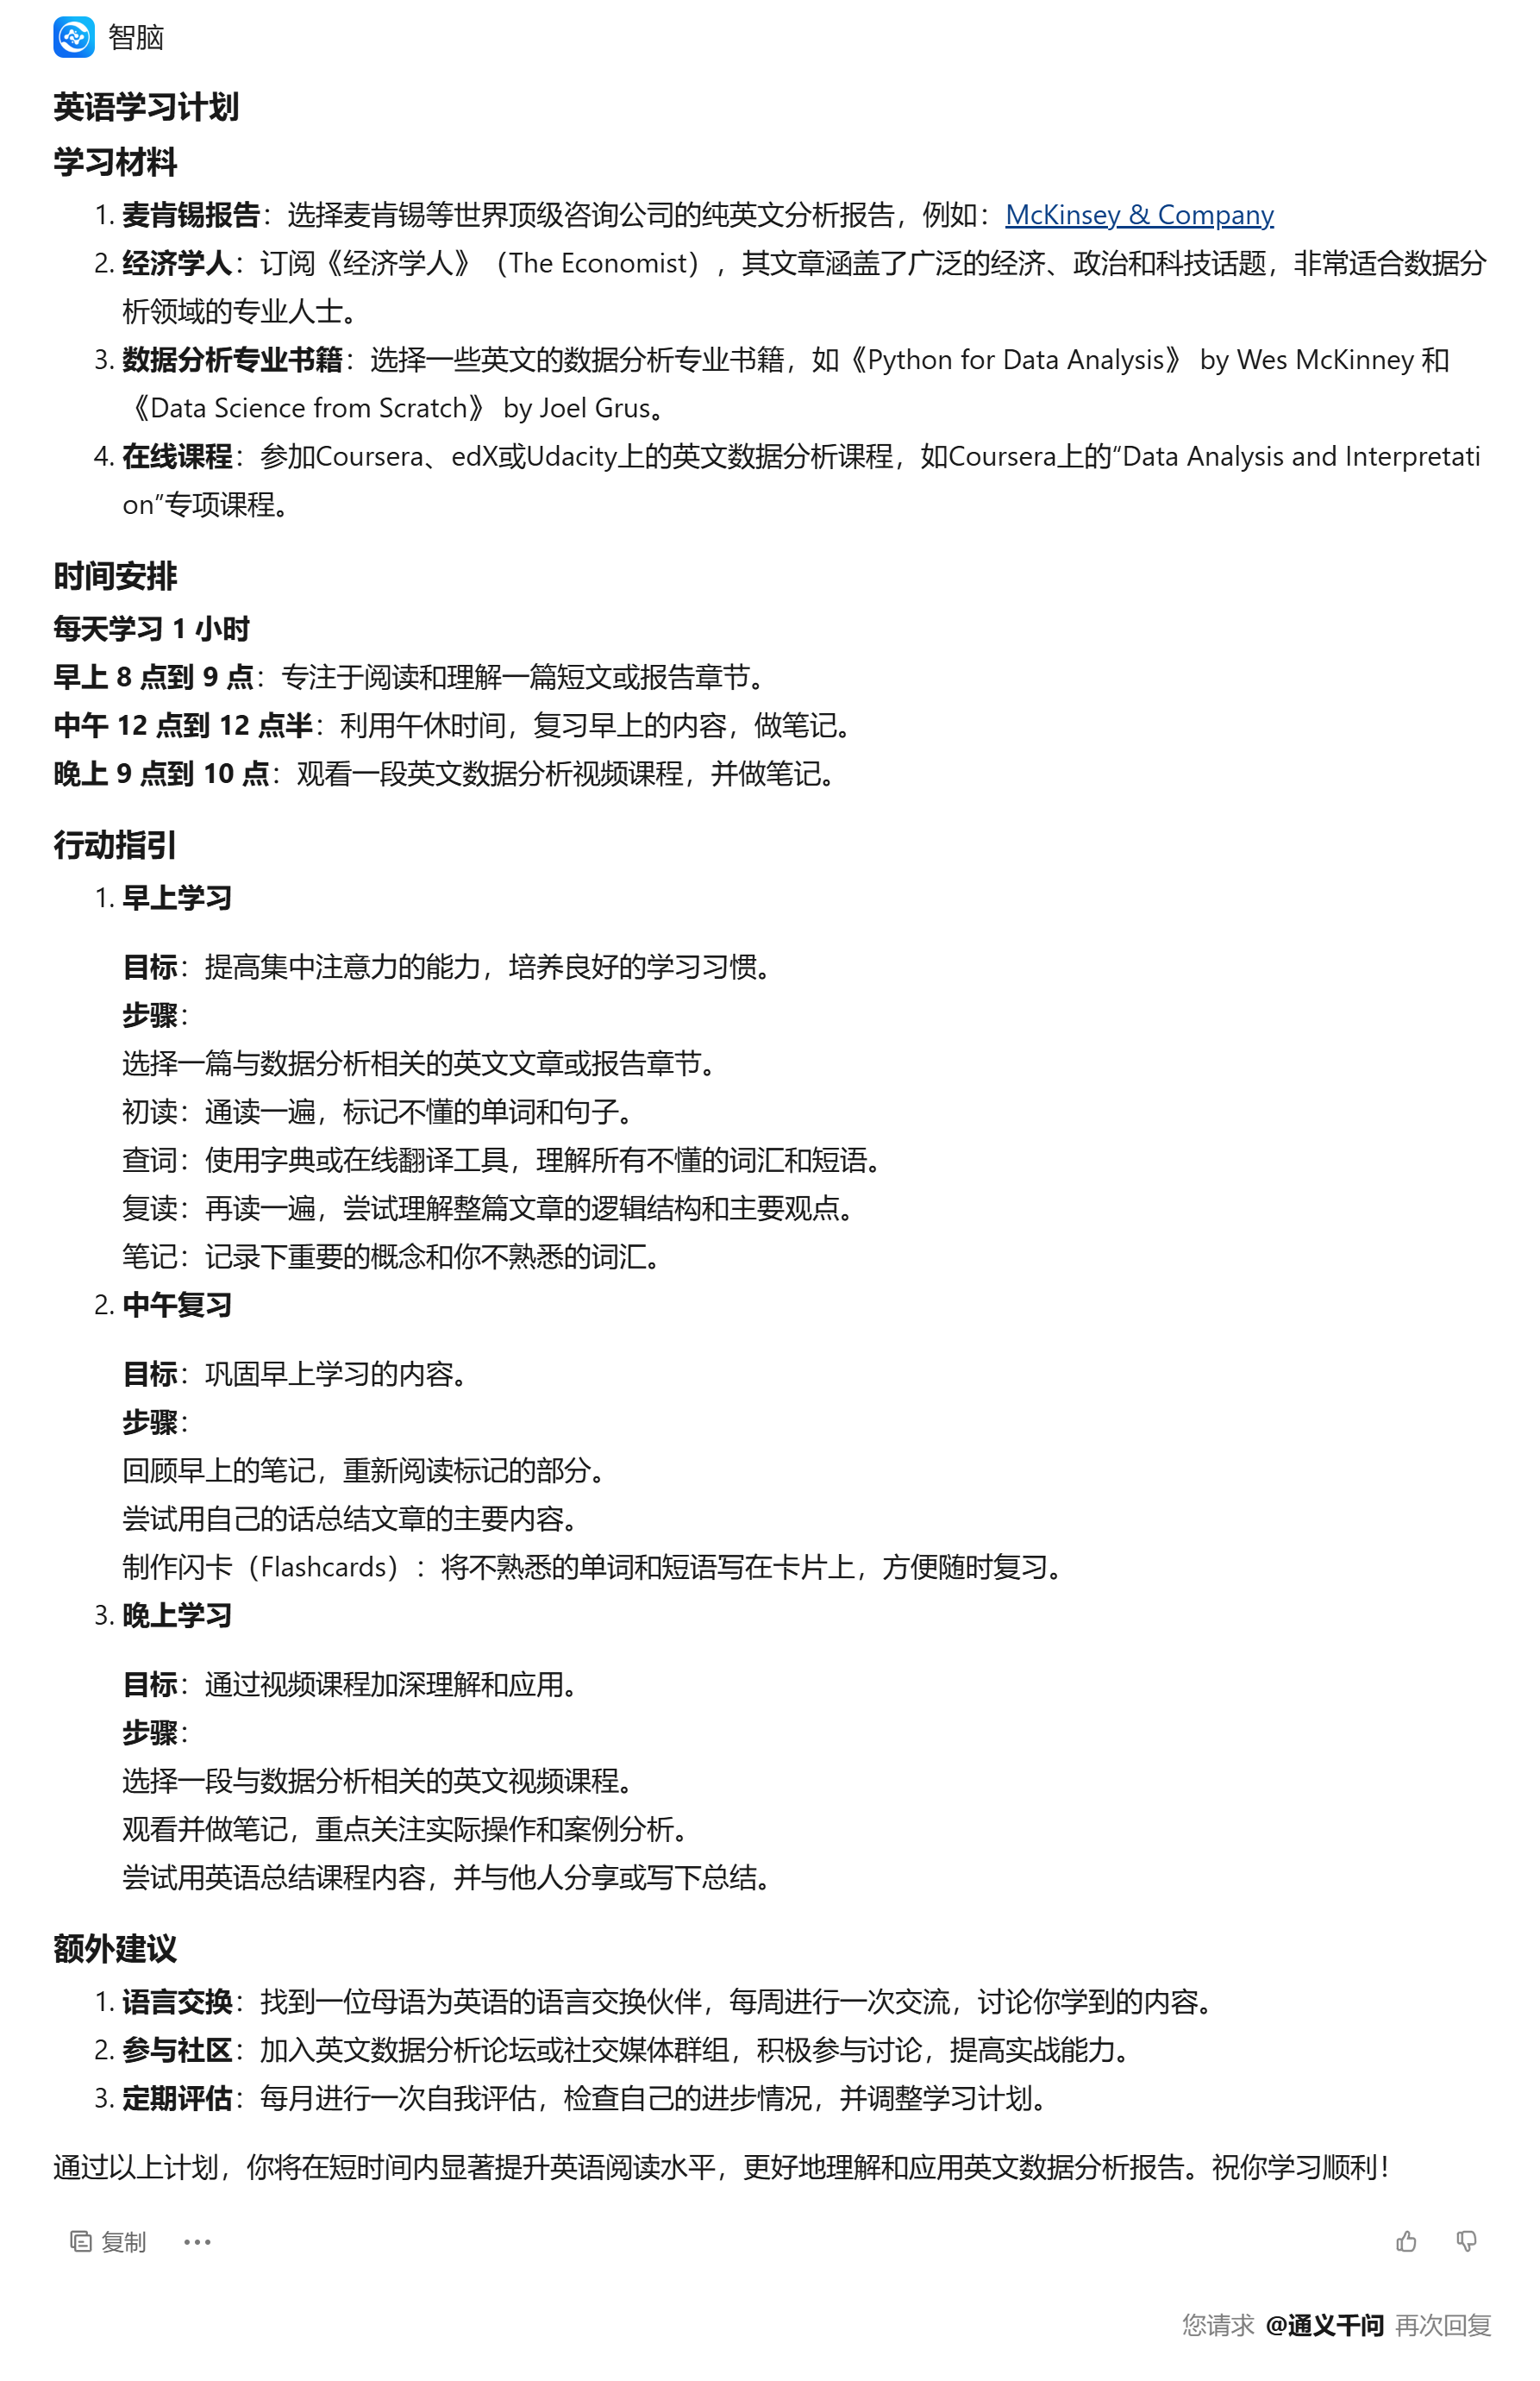 智脑
英语学习计划
学习材料
1. 麦肯锡报告：选择麦肯锡等世界顶级咨询公司的纯英文分析报告，例如：McKinsey & Company
2. 经济学人：订阅《经济学人》（The Economist），其文章涵盖了广泛的经济、政治和科技话题，非常适合数据分
析领域的专业人士。
3. 数据分析专业书籍：选择一些英文的数据分析专业书籍，如《Python for Data Analysis》 by Wes McKinney 和
《Data Science from Scratch》 by Joel Grus。
4. 在线课程：参加Coursera、edX或Udacity上的英文数据分析课程，如Coursera上的“Data Analysis and Interpretati
on”专项课程。
时间安排
每天学习 1 小时
早上 8 点到 9 点：专注于阅读和理解一篇短文或报告章节。
中午 12 点到 12 点半：利用午休时间，复习早上的内容，做笔记。
晚上 9 点到 10 点：观看一段英文数据分析视频课程，并做笔记。
行动指引
1. 早上学习
目标：提高集中注意力的能力，培养良好的学习习惯。
步骤：
选择一篇与数据分析相关的英文文章或报告章节。
初读：通读一遍，标记不懂的单词和句子。
查词：使用字典或在线翻译工具，理解所有不懂的词汇和短语。
复读：再读一遍，尝试理解整篇文章的逻辑结构和主要观点。
笔记：记录下重要的概念和你不熟悉的词汇。
2. 中午复习
目标：巩固早上学习的内容。
步骤：
回顾早上的笔记，重新阅读标记的部分。
尝试用自己的话总结文章的主要内容。
制作闪卡（Flashcards）：将不熟悉的单词和短语写在卡片上，方便随时复习。
3. 晚上学习
目标：通过视频课程加深理解和应用。
步骤：
选择一段与数据分析相关的英文视频课程。
观看并做笔记，重点关注实际操作和案例分析。
尝试用英语总结课程内容，并与他人分享或写下总结。
额外建议
1. 语言交换：找到一位母语为英语的语言交换伙伴，每周进行一次交流，讨论你学到的内容。
2. 参与社区：加入英文数据分析论坛或社交媒体群组，积极参与讨论，提高实战能力。
3. 定期评估：每月进行一次自我评估，检查自己的进步情况，并调整学习计划。
通过以上计划，你将在短时间内显著提升英语阅读水平，更好地理解和应用英文数据分析报告。祝你学习顺利！
复制
您请求 @通义千问 再次回复